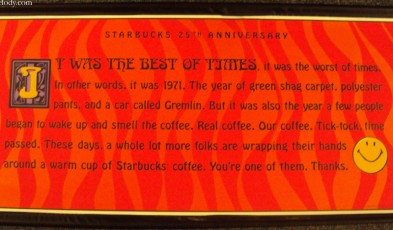 lody.com
STARBUCKS 25TH ANNIVERSARY
IT WAS THE BEST OF TIMES, it was the worst of times.
In other words, it was 1971. The year of green shag carpet, polyester
pants, and a car called Gremlin. But it was also the year a few people
began to wake up and smell the coffee. Real coffee. Our coffee. Tick-tock, time
passed. These days, a whole lot more folks are wrapping their hands
around a warm cup of Starbucks coffee. You're one of them. Thanks.